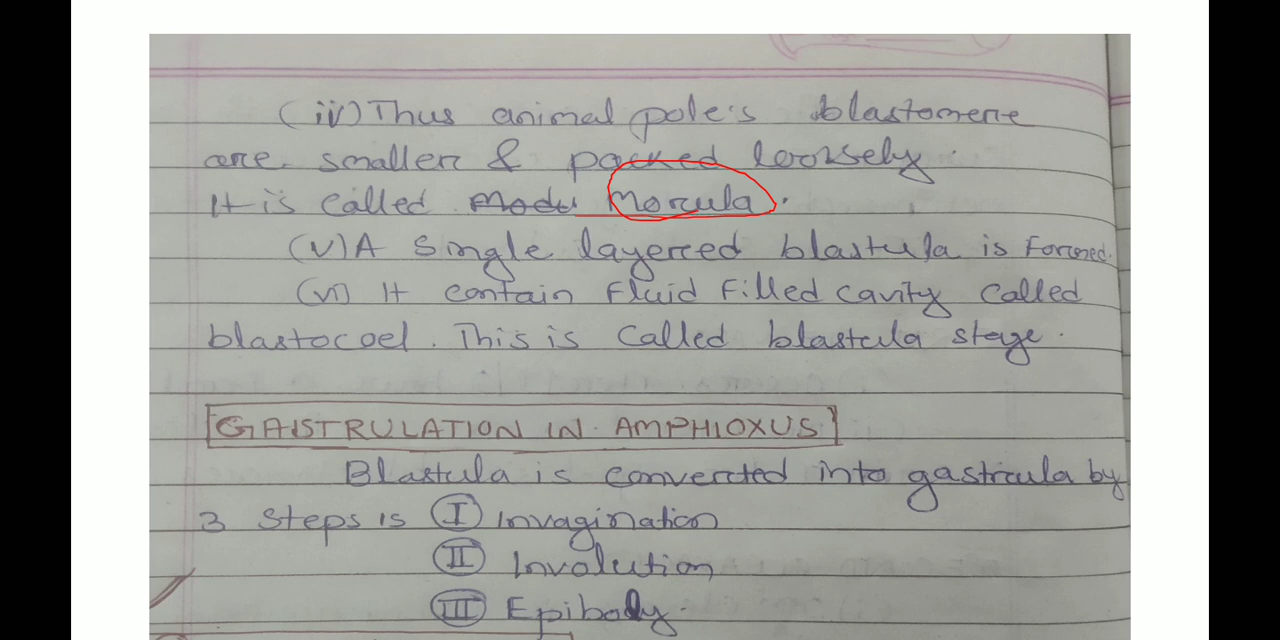 (iv) Thus animal pole's blastomere
are smaller & packed loorsely.
It is called Modu Morula.
(v) A single layered blastula is Formed.
(vi) It contain Fluid Filled cavity called
blastocoel. This is called blastula stage.
GASTRULATION IN AMPHIOXUS
Blastula is converted into gastrula by
3 steps is (I) Invagination
(II) Involution
(III) Epibody.